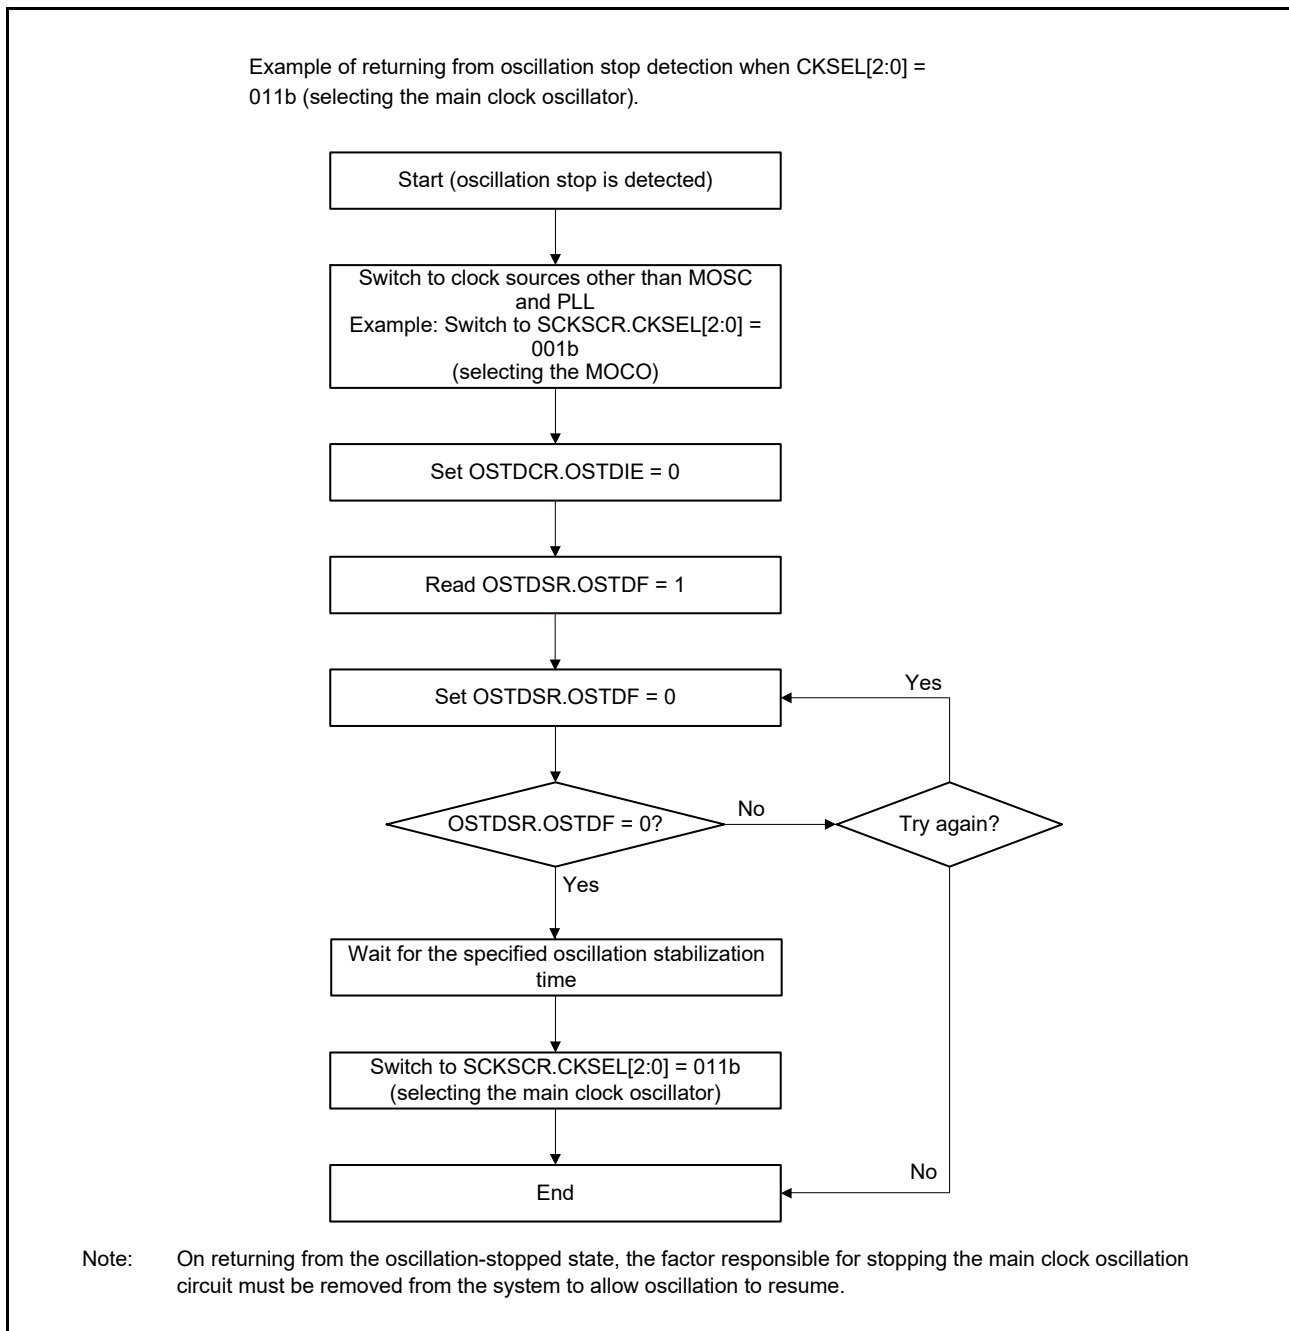 Example of returning from oscillation stop detection when CKSEL[2:0] =
011b (selecting the main clock oscillator).
Start (oscillation stop is detected)
Switch to clock sources other than MOSC
and PLL
Example: Switch to SCKSCR.CKSEL[2:0] =
001b
(selecting the MOCO)
Set OSTDCR.OSTDIE = 0
Read OSTDSR.OSTDF = 1
Set OSTDSR.OSTDF = 0
Yes
OSTDSR.OSTDF = 0?
No
Try again?
Yes
Wait for the specified oscillation stabilization
time
Switch to SCKSCR.CKSEL[2:0] = 011b
(selecting the main clock oscillator)
No
End
Note: On returning from the oscillation-stopped state, the factor responsible for stopping the main clock oscillation
circuit must be removed from the system to allow oscillation to resume.